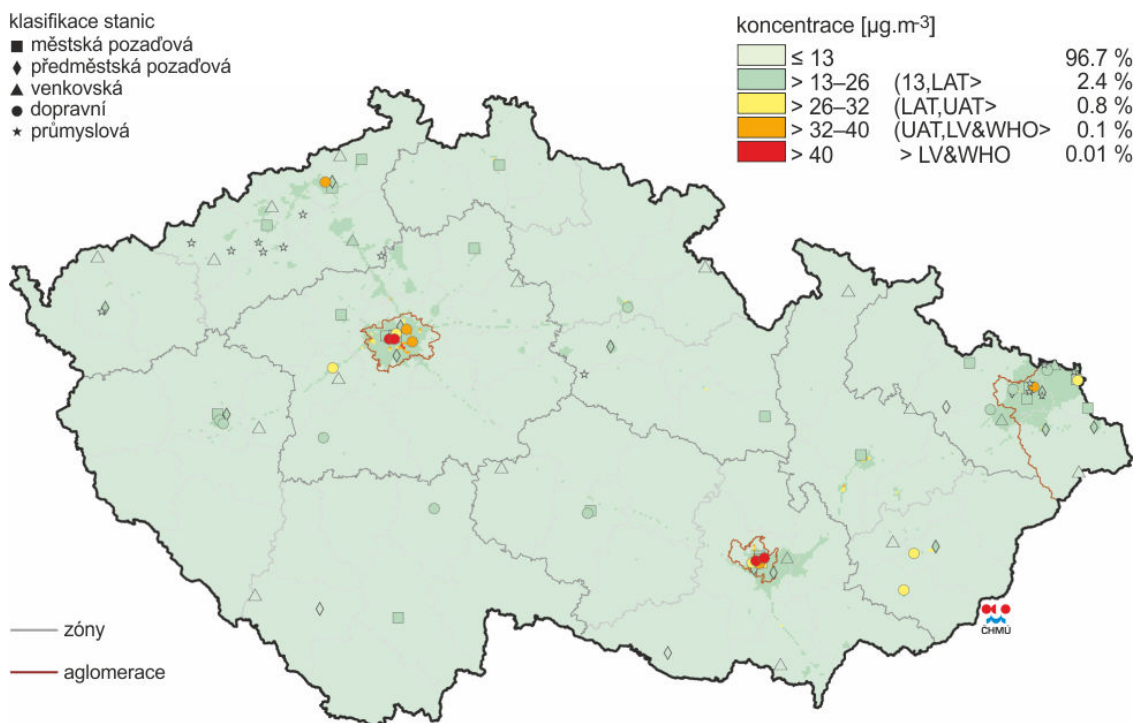 klasifikace stanic
městská pozaďová
předměstská pozaďová
venkovská
dopravní
průmyslová
koncentrace [µg.m-3]
≤ 13 96.7 %
> 13–26 (13,LAT> 2.4 %
> 26–32 (LAT,UAT> 0.8 %
> 32–40 (UAT,LV&WHO> 0.1 %
> 40 > LV&WHO 0.01 %
ČHMÚ
zóny
aglomerace